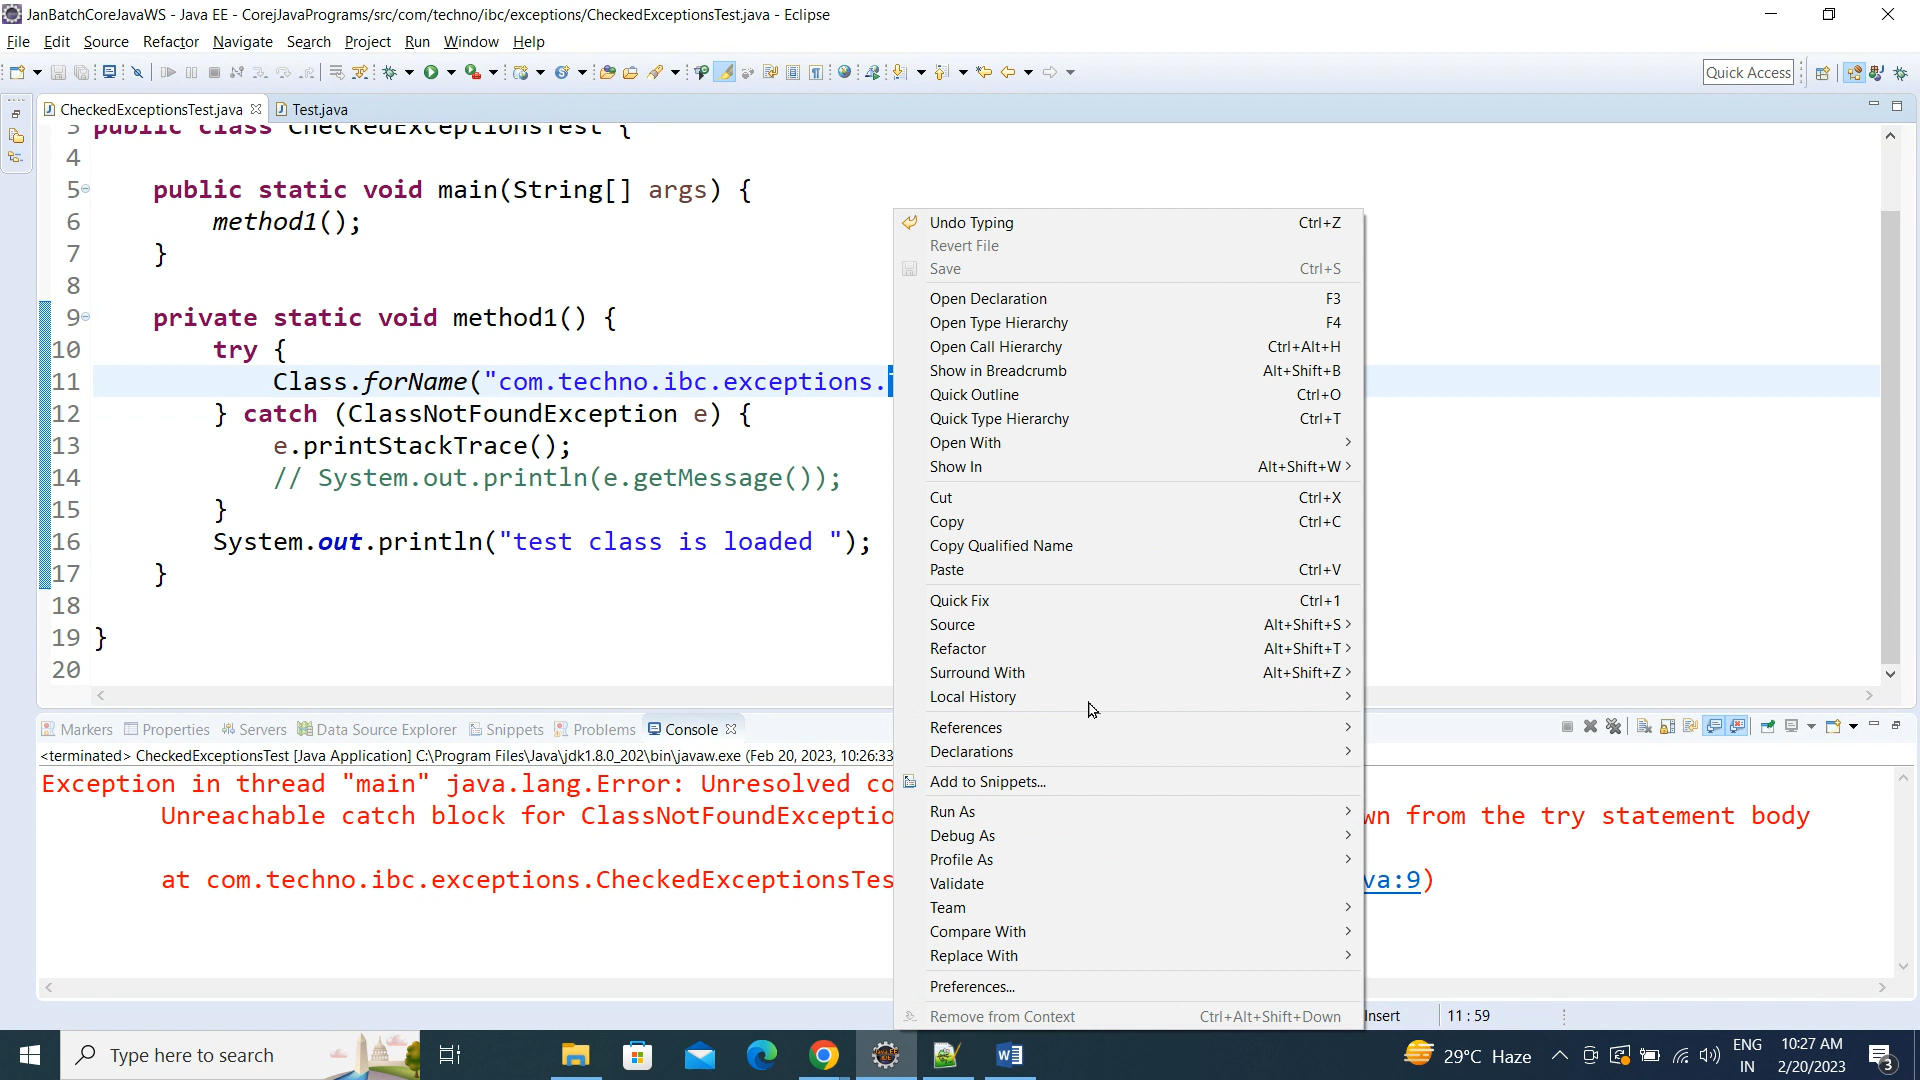 JanBatchCoreJavaWS - Java EE - CorejJavaPrograms/src/com/techno/ibc/exceptions/CheckedExceptionsTest.java - Eclipse
File Edit Source Refactor Navigate Search Project Run Window Help
Quick Access
CheckedExceptionsTest.java Test.java
3 public class CheckedExceptionsTest {
4
5 public static void main(String[] args) {
6 method1();
7 }
8
9 private static void method1() {
10 try {
11 Class.forName("com.techno.ibc.exceptions.
12 } catch (ClassNotFoundException e) {
13 e.printStackTrace();
14 // System.out.println(e.getMessage());
15 }
16 System.out.println("test class is loaded ");
17 }
18
19 }
20
Undo Typing Ctrl+Z
Revert File
Save Ctrl+S
Open Declaration F3
Open Type Hierarchy F4
Open Call Hierarchy Ctrl+Alt+H
Show in Breadcrumb Alt+Shift+B
Quick Outline Ctrl+O
Quick Type Hierarchy Ctrl+T
Open With
Show In Alt+Shift+W
Cut Ctrl+X
Copy Ctrl+C
Copy Qualified Name
Paste Ctrl+V
Quick Fix Ctrl+1
Source Alt+Shift+S
Refactor Alt+Shift+T
Surround With Alt+Shift+Z
Local History
References
Declarations
Add to Snippets...
Run As
Debug As
Profile As
Validate
Team
Compare With
Replace With
Preferences...
Remove from Context Ctrl+Alt+Shift+Down
Markers Properties Servers Data Source Explorer Snippets Problems Console
<terminated> CheckedExceptionsTest [Java Application] C:\Program Files\Java\jdk1.8.0_202\bin\javaw.exe (Feb 20, 2023, 10:26:33
Exception in thread "main" java.lang.Error: Unresolved co
Unreachable catch block for ClassNotFoundExceptio wn from the try statement body
at com.techno.ibc.exceptions.CheckedExceptionsTes va:9)
Insert 11 : 59
Type here to search
29°C Haze
ENG
IN
10:27 AM
2/20/2023
3